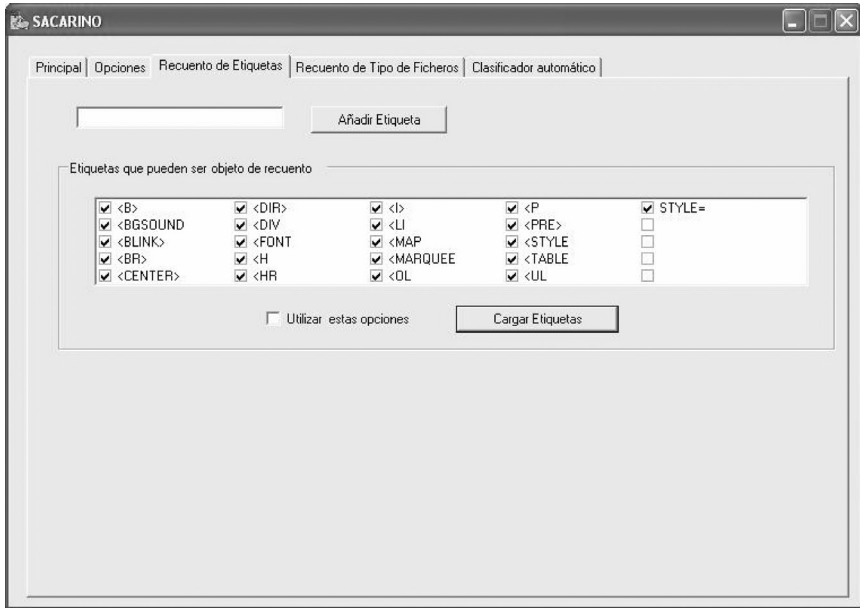 SACARINO
Principal Opciones Recuento de Etiquetas Recuento de Tipo de Ficheros Clasificador automático
Añadir Etiqueta
Etiquetas que pueden ser objeto de recuento
<B> <DIR> <I> <P STYLE=
<BGSOUND <DIV <LI <PRE>
<BLINK> <FONT <MAP <STYLE
<BR> <H <MARQUEE <TABLE
<CENTER> <HR <OL <UL
Utilizar estas opciones Cargar Etiquetas